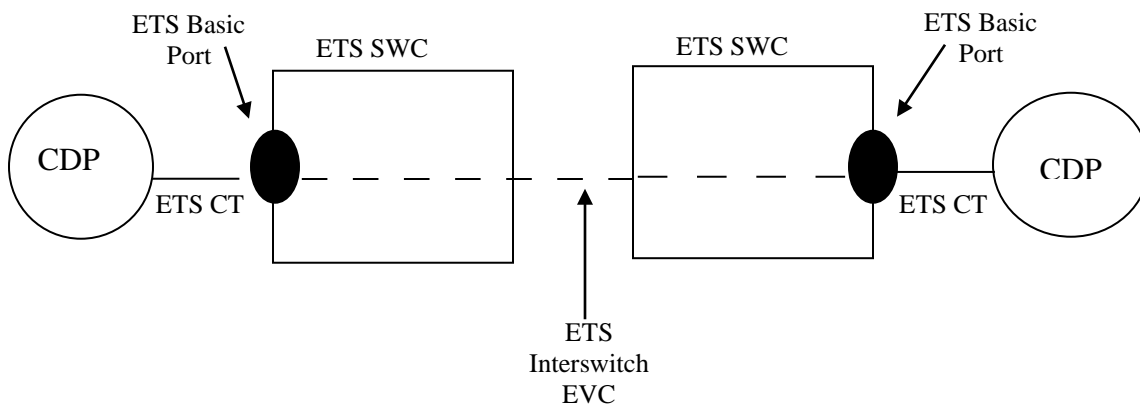 ETS Basic
Port
ETS SWC
ETS SWC
ETS Basic
Port
CDP
ETS CT
ETS CT
CDP
ETS
Interswitch
EVC